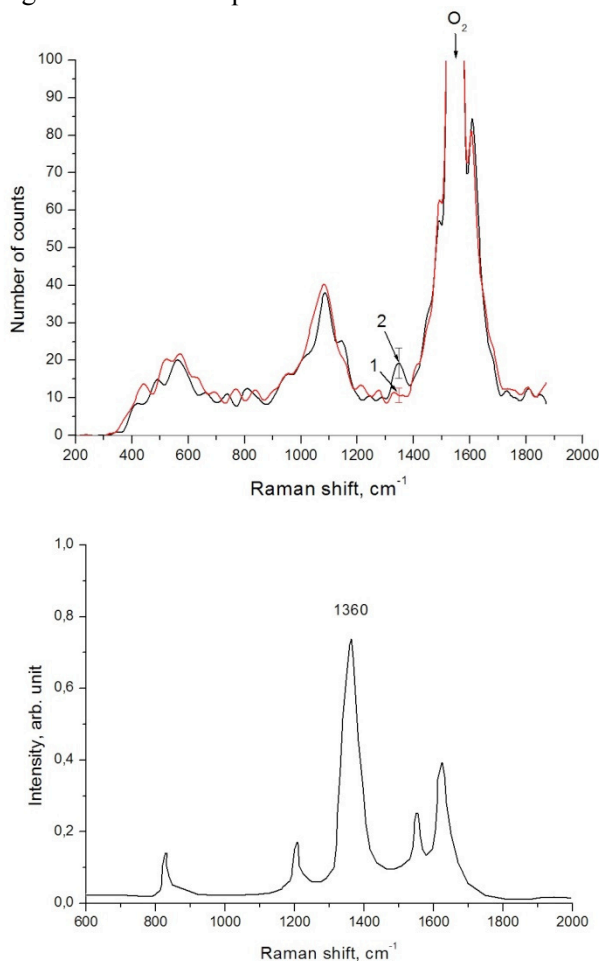 O₂
Number of counts
100
90
80
70
60
50
40
30
20
10
0
2
1
200 400 600 800 1000 1200 1400 1600 1800 2000
Raman shift, cm⁻¹
Intensity, arb. unit
1,0
0,8
0,6
0,4
0,2
0,0
1360
600 800 1000 1200 1400 1600 1800 2000
Raman shift, cm⁻¹